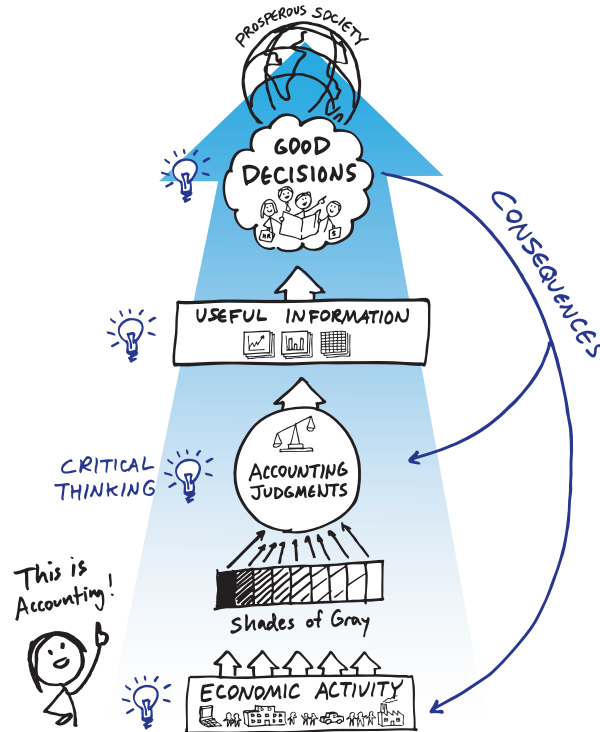 PROSPEROUS SOCIETY
GOOD
DECISIONS
HR
$
CONSEQUENCES
USEFUL INFORMATION
CRITICAL
THINKING
ACCOUNTING
JUDGMENTS
This is
Accounting!
Shades of Gray
ECONOMIC ACTIVITY